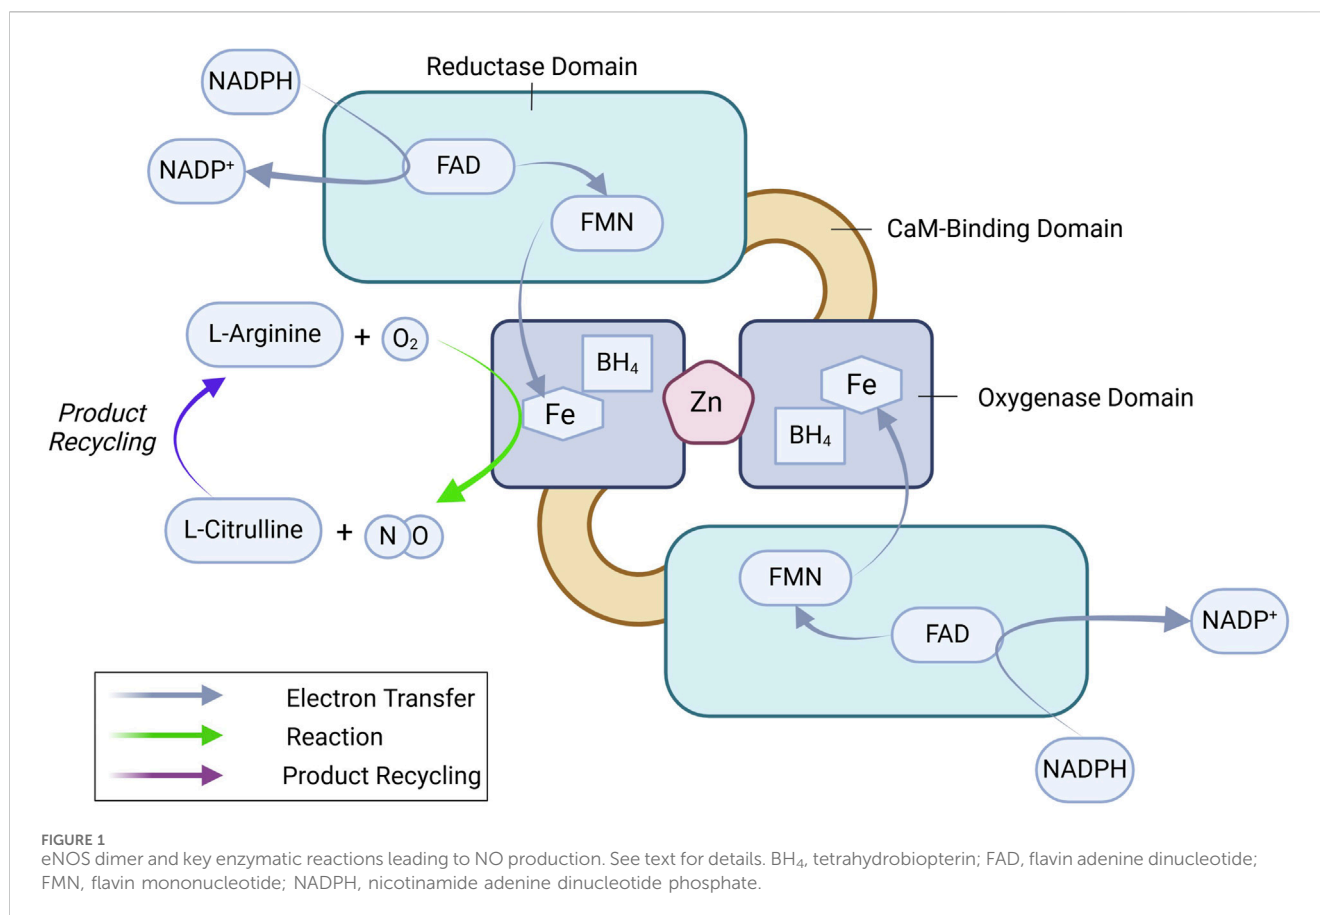 Reductase Domain
NADPH
NADP⁺
FAD
FMN
CaM-Binding Domain
L-Arginine + O₂
BH₄
Fe
Zn
Fe
BH₄
Oxygenase Domain
Product
Recycling
L-Citrulline + N O
FMN
FAD
NADP⁺
NADPH
Electron Transfer
Reaction
Product Recycling
FIGURE 1
eNOS dimer and key enzymatic reactions leading to NO production. See text for details. BH₄, tetrahydrobiopterin; FAD, flavin adenine dinucleotide;
FMN, flavin mononucleotide; NADPH, nicotinamide adenine dinucleotide phosphate.